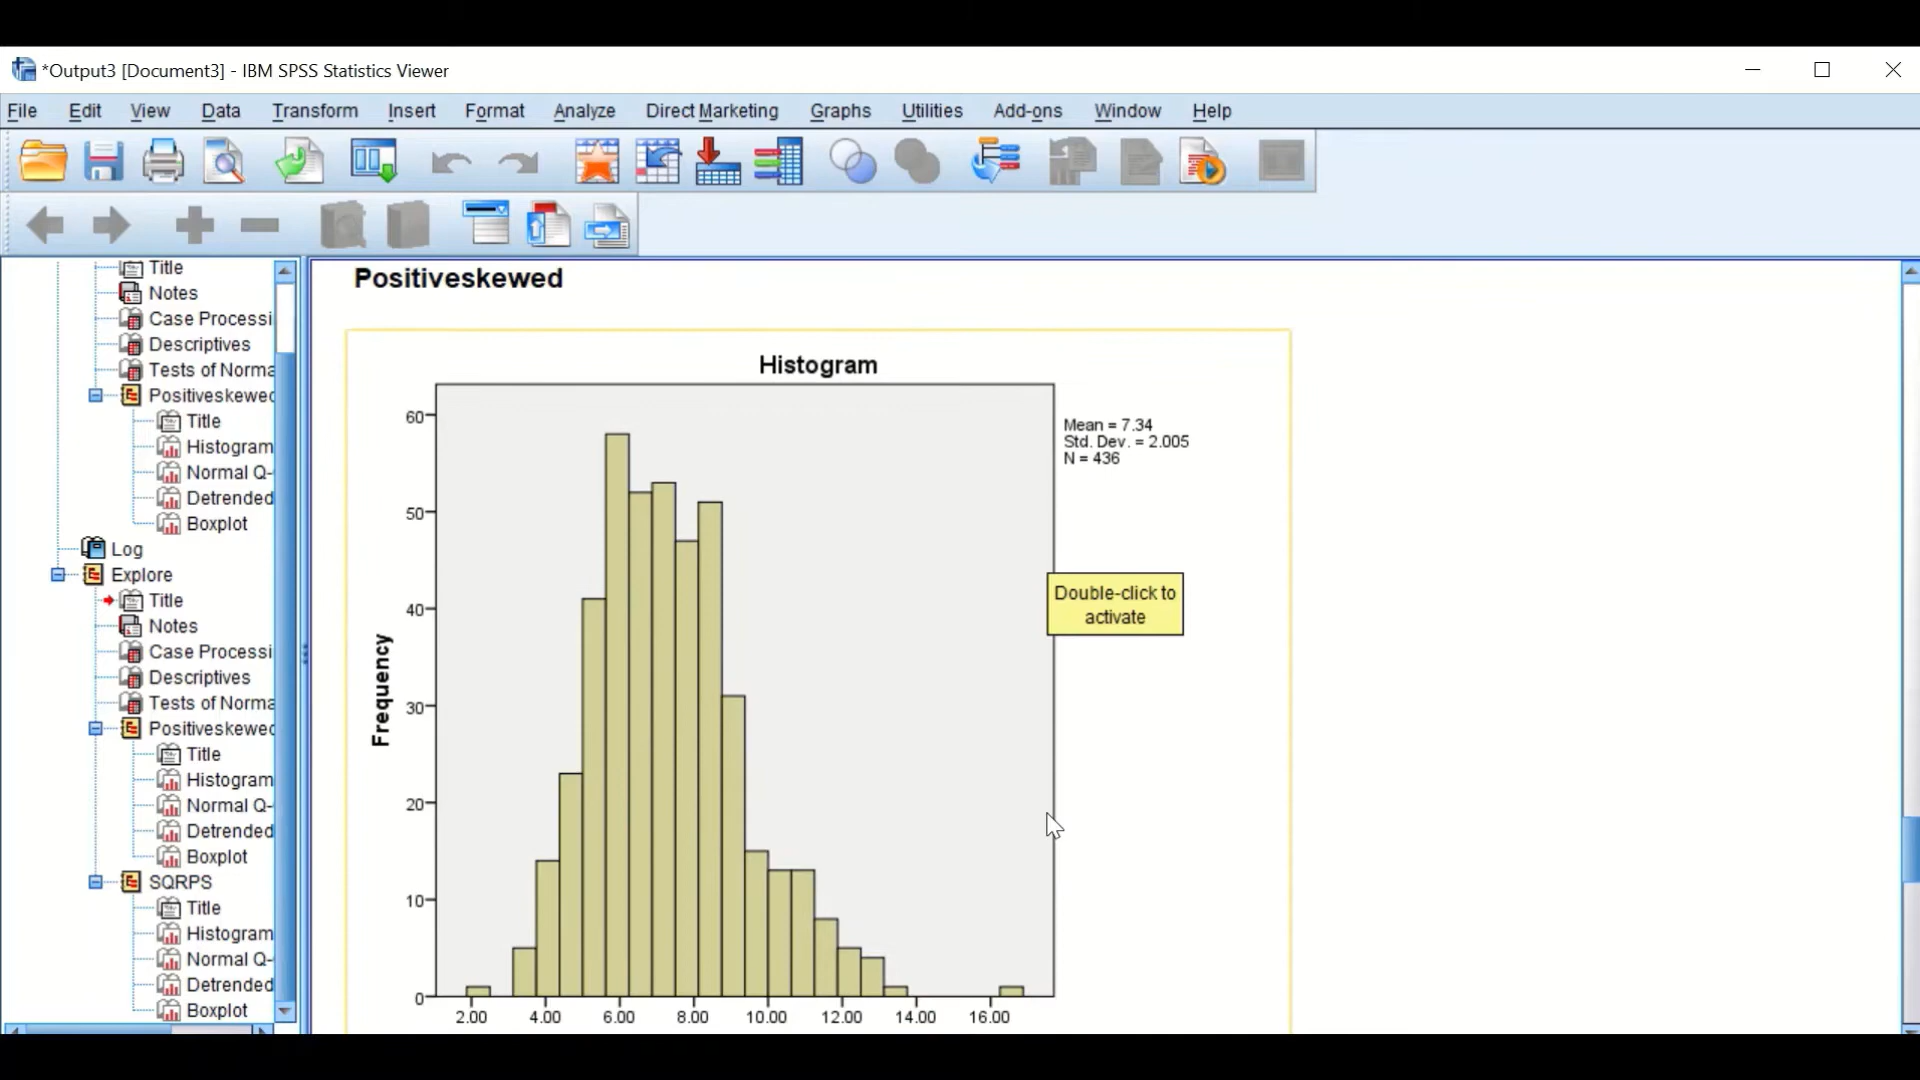 *Output3 [Document3] - IBM SPSS Statistics Viewer
File Edit View Data Transform Insert Format Analyze Direct Marketing Graphs Utilities Add-ons Window Help
Title
Notes
Case Processi
Descriptives
Tests of Norma
Positiveskewed
Title
Histogram
Normal Q-
Detrended
Boxplot
Log
Explore
Title
Notes
Case Processi
Descriptives
Tests of Norma
Positiveskewed
Title
Histogram
Normal Q-
Detrended
Boxplot
SQRPS
Title
Histogram
Normal Q-
Detrended
Boxplot
Positiveskewed
Histogram
Mean = 7.34
Std. Dev. = 2.005
N = 436
Double-click to
activate
Frequency
60
50
40
30
20
10
0
2.00 4.00 6.00 8.00 10.00 12.00 14.00 16.00